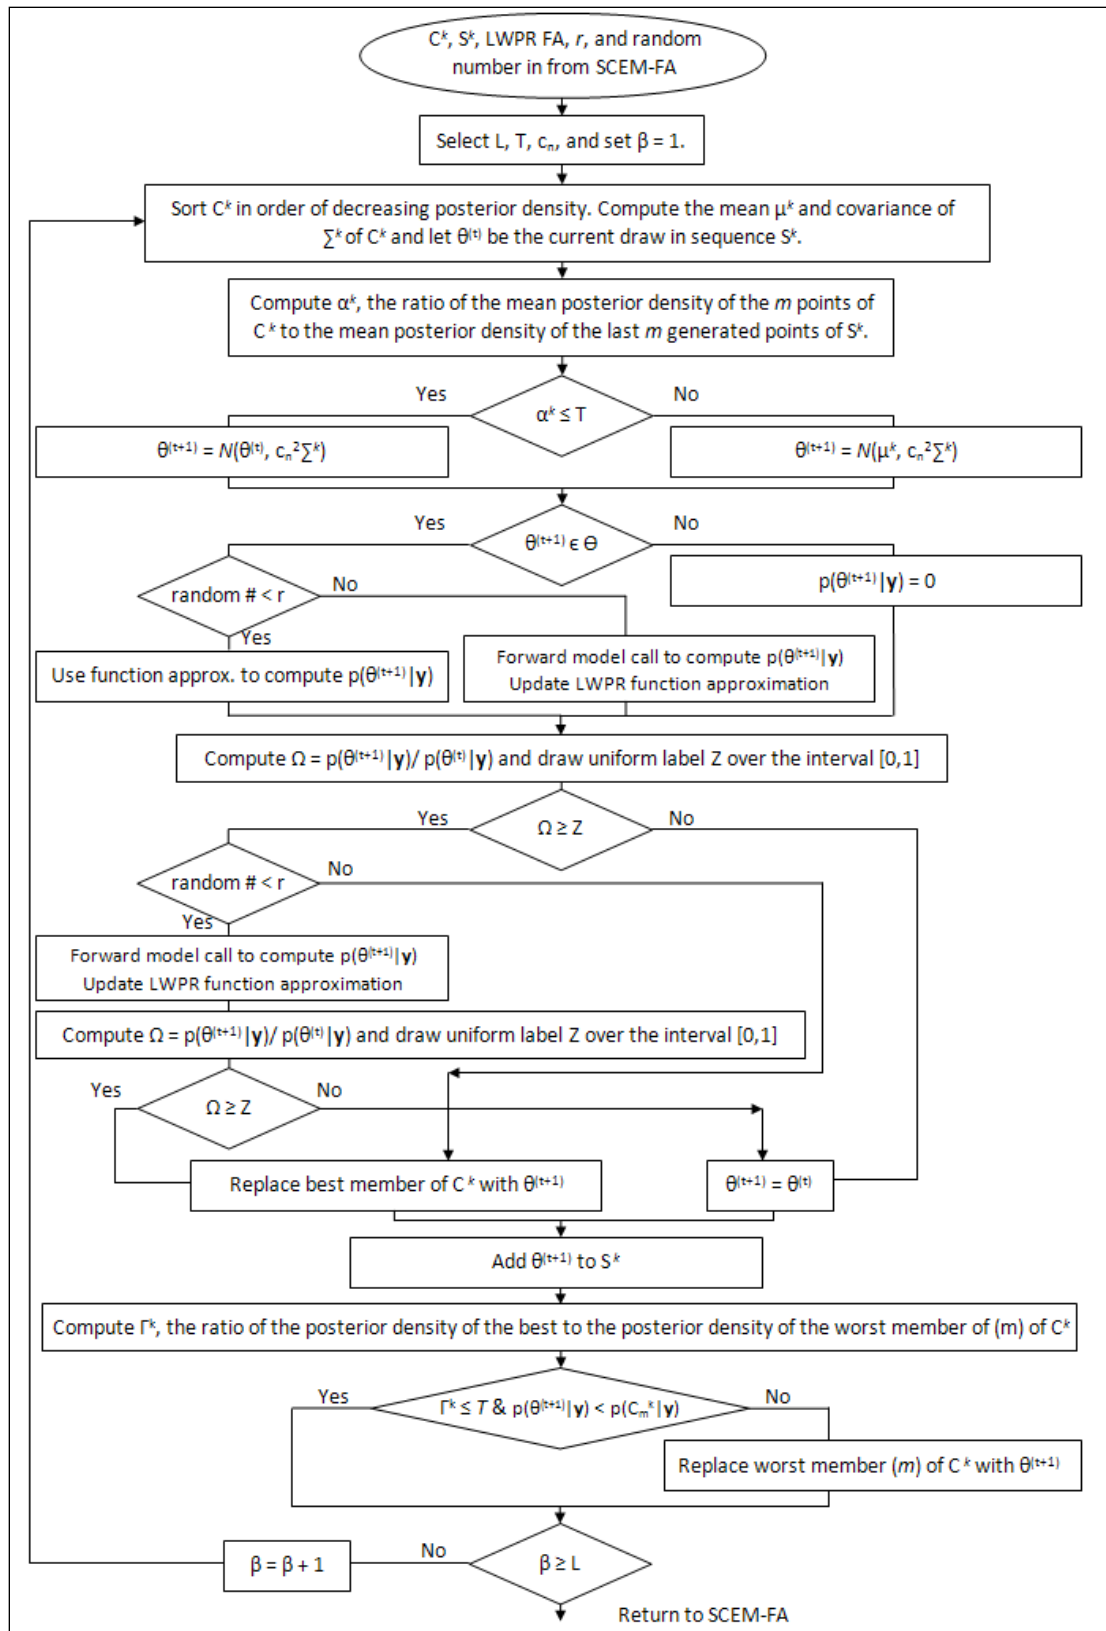 Cᵏ, Sᵏ, LWPR FA, r, and random
number in from SCEM-FA
Select L, T, cₙ, and set β = 1.
Sort Cᵏ in order of decreasing posterior density. Compute the mean μᵏ and covariance of
∑ᵏ of Cᵏ and let θ⁽ᵗ⁾ be the current draw in sequence Sᵏ.
Compute αᵏ, the ratio of the mean posterior density of the m points of
Cᵏ to the mean posterior density of the last m generated points of Sᵏ.
Yes
No
αᵏ ≤ T
θ⁽ᵗ⁺¹⁾ = N(θ⁽ᵗ⁾, cₙ²∑ᵏ)
θ⁽ᵗ⁺¹⁾ = N(μᵏ, cₙ²∑ᵏ)
Yes
No
θ⁽ᵗ⁺¹⁾ ϵ Θ
random # < r
No
p(θ⁽ᵗ⁺¹⁾|y) = 0
Yes
Use function approx. to compute p(θ⁽ᵗ⁺¹⁾|y)
Forward model call to compute p(θ⁽ᵗ⁺¹⁾|y)
Update LWPR function approximation
Compute Ω = p(θ⁽ᵗ⁺¹⁾|y)/ p(θ⁽ᵗ⁾|y) and draw uniform label Z over the interval [0,1]
Yes
No
Ω ≥ Z
random # < r
No
Yes
Forward model call to compute p(θ⁽ᵗ⁺¹⁾|y)
Update LWPR function approximation
Compute Ω = p(θ⁽ᵗ⁺¹⁾|y)/ p(θ⁽ᵗ⁾|y) and draw uniform label Z over the interval [0,1]
Yes
No
Ω ≥ Z
Replace best member of Cᵏ with θ⁽ᵗ⁺¹⁾
θ⁽ᵗ⁺¹⁾ = θ⁽ᵗ⁾
Add θ⁽ᵗ⁺¹⁾ to Sᵏ
Compute Γᵏ, the ratio of the posterior density of the best to the posterior density of the worst member of (m) of Cᵏ
Yes
No
Γᵏ ≤ T & p(θ⁽ᵗ⁺¹⁾|y) < p(Cₘᵏ|y)
Replace worst member (m) of Cᵏ with θ⁽ᵗ⁺¹⁾
β = β + 1
No
β ≥ L
Return to SCEM-FA